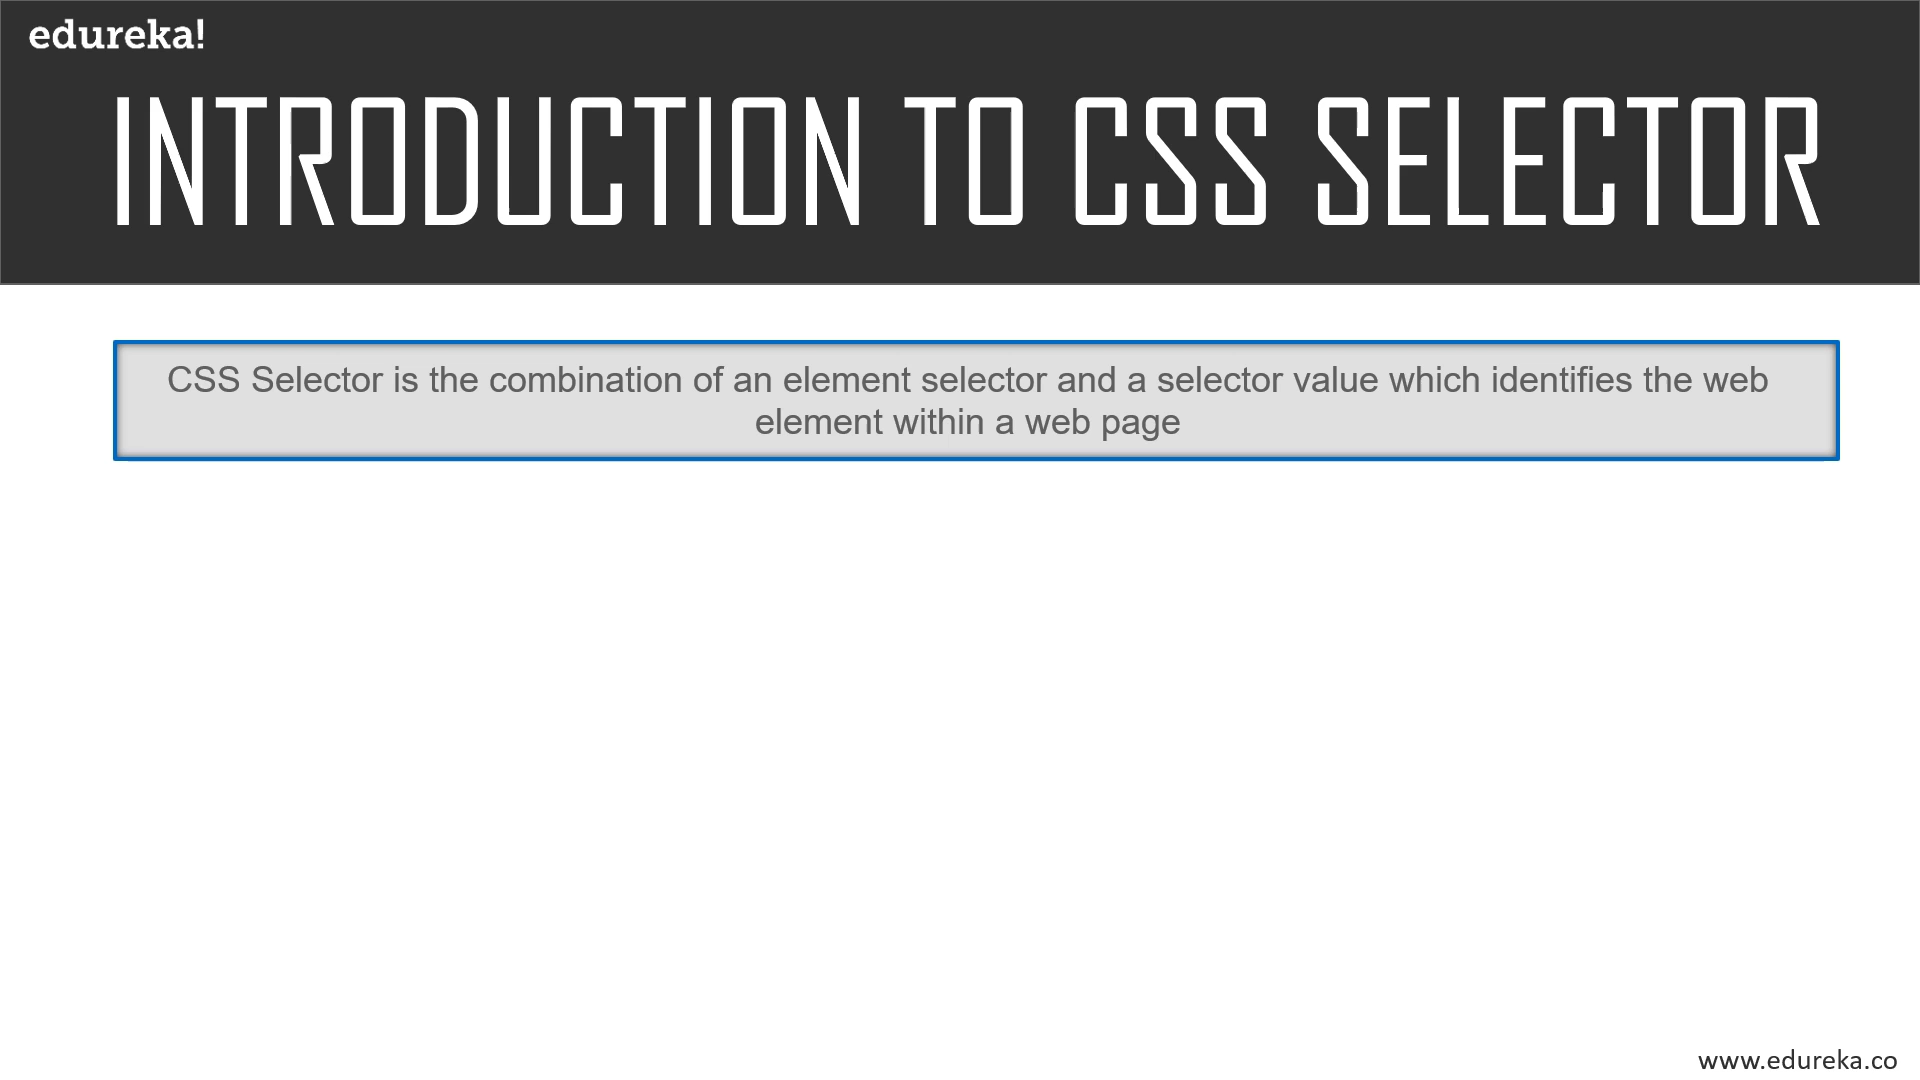 edureka!
INTRODUCTION TO CSS SELECTOR
CSS Selector is the combination of an element selector and a selector value which identifies the web
element within a web page
www.edureka.co